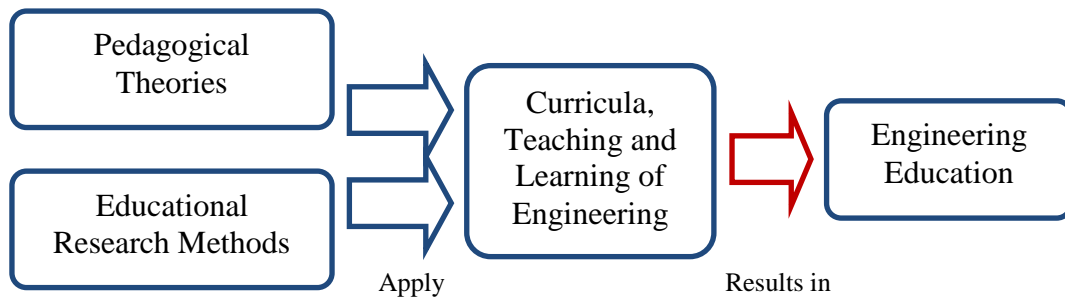 Pedagogical
Theories
Educational
Research Methods
Apply
Curricula,
Teaching and
Learning of
Engineering
Results in
Engineering
Education